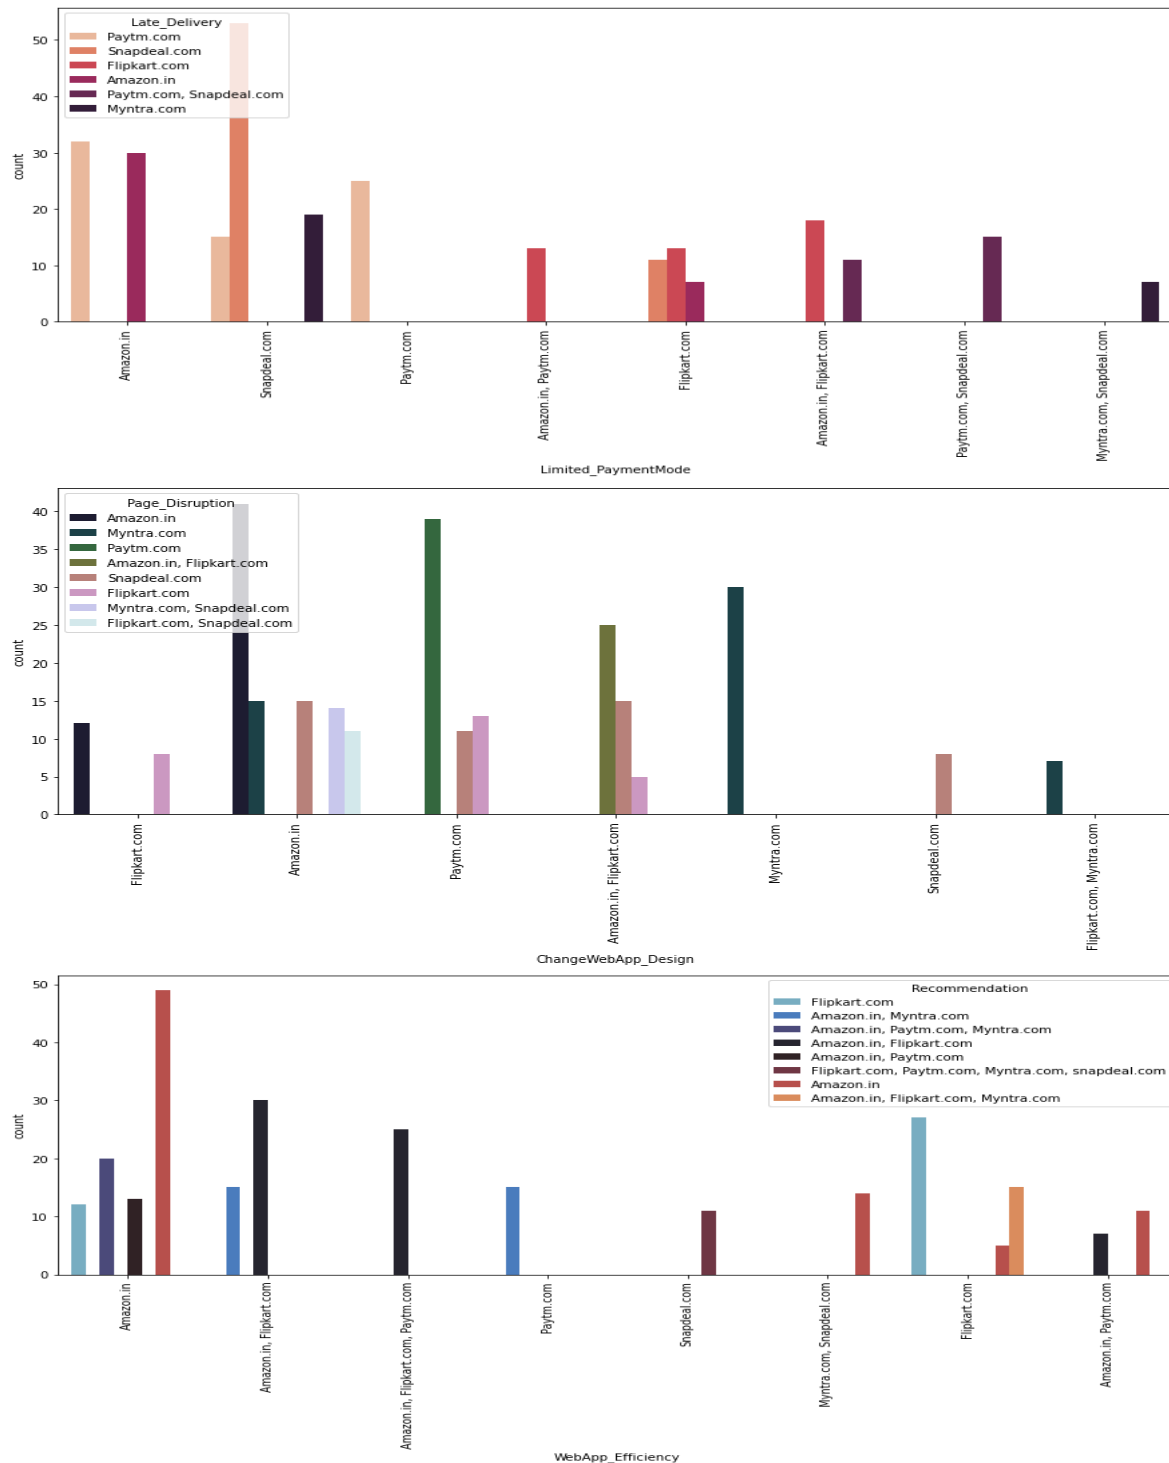 Late_Delivery
Paytm.com
Snapdeal.com
Flipkart.com
Amazon.in
Paytm.com, Snapdeal.com
Myntra.com
50
40
30
20
10
0
count
Amazon.in
Snapdeal.com
Paytm.com
Amazon.in, Paytm.com
Flipkart.com
Amazon.in, Flipkart.com
Paytm.com, Snapdeal.com
Myntra.com, Snapdeal.com
Limited_PaymentMode
Page_Disruption
Amazon.in
Myntra.com
Paytm.com
Amazon.in, Flipkart.com
Snapdeal.com
Flipkart.com
Myntra.com, Snapdeal.com
Flipkart.com, Snapdeal.com
40
35
30
25
20
15
10
5
0
count
Flipkart.com
Amazon.in
Paytm.com
Amazon.in, Flipkart.com
Myntra.com
Snapdeal.com
Flipkart.com, Myntra.com
ChangeWebApp_Design
Recommendation
Flipkart.com
Amazon.in, Myntra.com
Amazon.in, Paytm.com, Myntra.com
Amazon.in, Flipkart.com
Amazon.in, Paytm.com
Flipkart.com, Paytm.com, Myntra.com, snapdeal.com
Amazon.in
Amazon.in, Flipkart.com, Myntra.com
50
40
30
20
10
0
count
Amazon.in
Amazon.in, Flipkart.com
Amazon.in, Flipkart.com, Paytm.com
Paytm.com
Snapdeal.com
Myntra.com, Snapdeal.com
Flipkart.com
Amazon.in, Paytm.com
WebApp_Efficiency